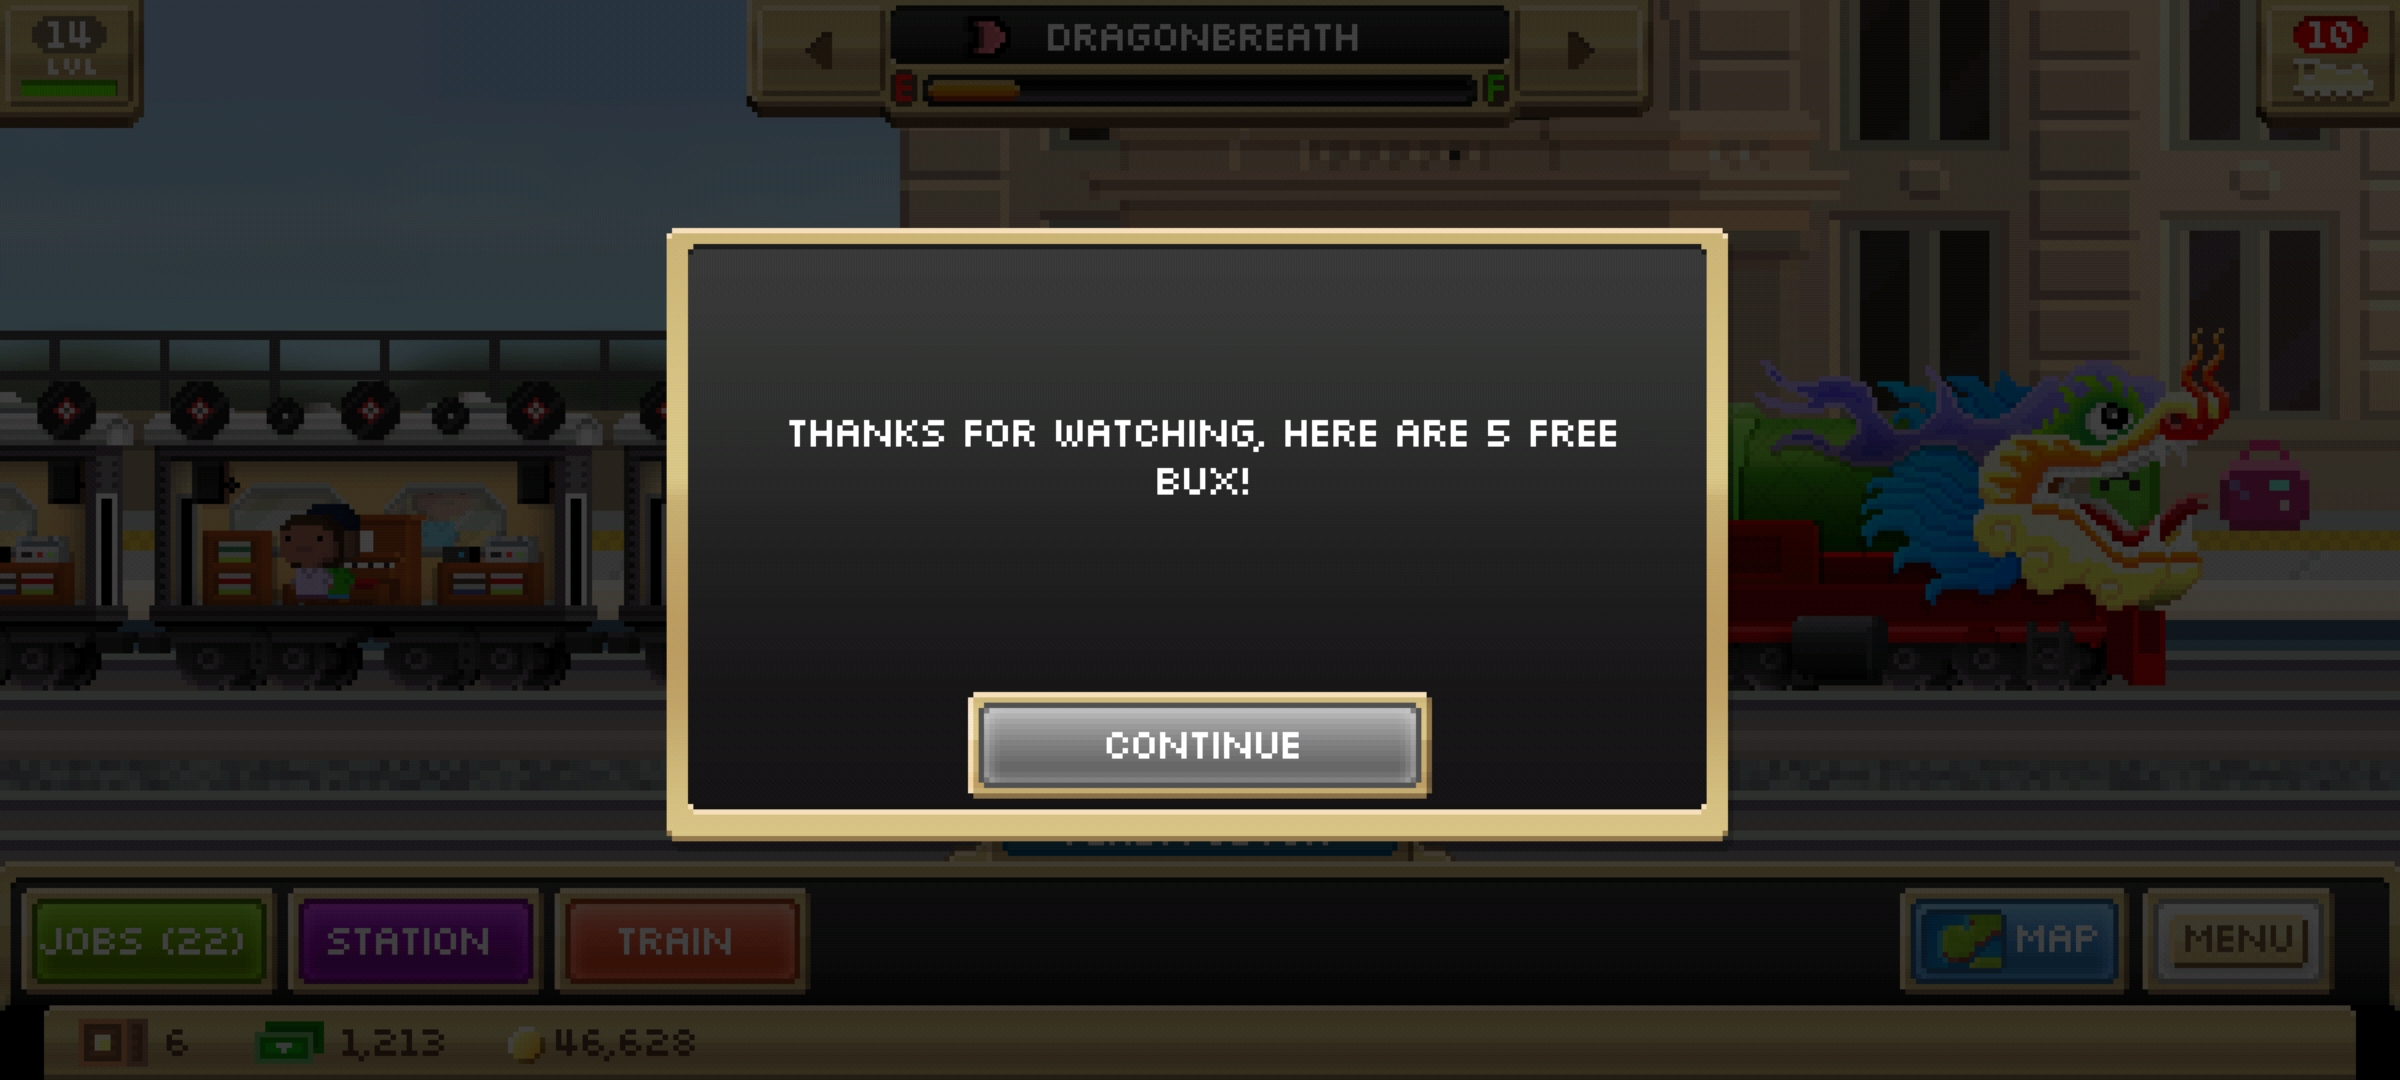 14
LVL
DRAGONBREATH
E
F
10
THANKS FOR WATCHING, HERE ARE 5 FREE
BUX!
CONTINUE
JOBS (22)
STATION
TRAIN
MAP
MENU
6
1,213
46,628